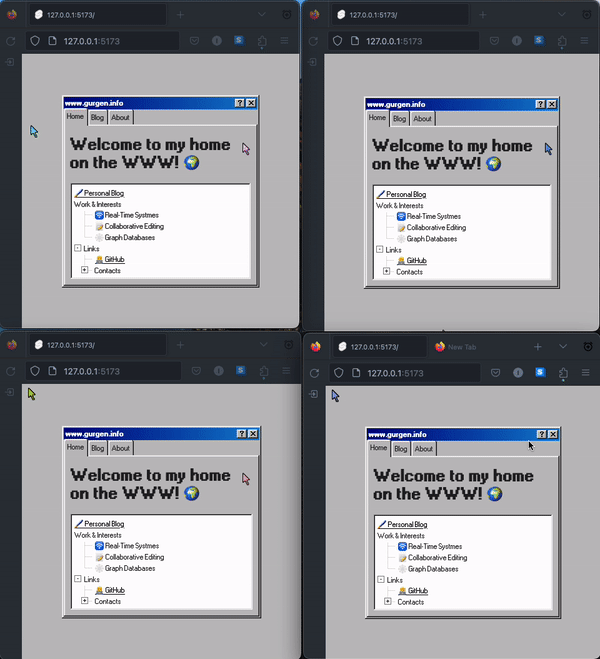 127.0.0.1:5173/
127.0.0.1:5173
www.gurgen.info
Home Blog About
Welcome to my home
on the WWW!
Personal Blog
Work & Interests
Real-Time Systmes
Collaborative Editing
Graph Databases
Links
GitHub
Contacts
127.0.0.1:5173/
127.0.0.1:5173
www.gurgen.info
Home Blog About
Welcome to my home
on the WWW!
Personal Blog
Work & Interests
Real-Time Systmes
Collaborative Editing
Graph Databases
Links
GitHub
Contacts
127.0.0.1:5173/
127.0.0.1:5173
www.gurgen.info
Home Blog About
Welcome to my home
on the WWW!
Personal Blog
Work & Interests
Real-Time Systmes
Collaborative Editing
Graph Databases
Links
GitHub
Contacts
127.0.0.1:5173/ New Tab
127.0.0.1:5173
www.gurgen.info
Home Blog About
Welcome to my home
on the WWW!
Personal Blog
Work & Interests
Real-Time Systmes
Collaborative Editing
Graph Databases
Links
GitHub
Contacts